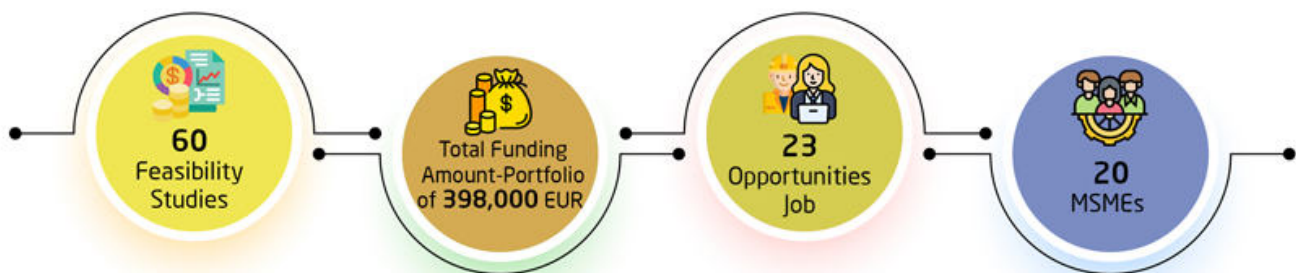 60
Feasibility
Studies
Total Funding
Amount-Portfolio
of 398,000 EUR
23
Opportunities
Job
20
MSMEs